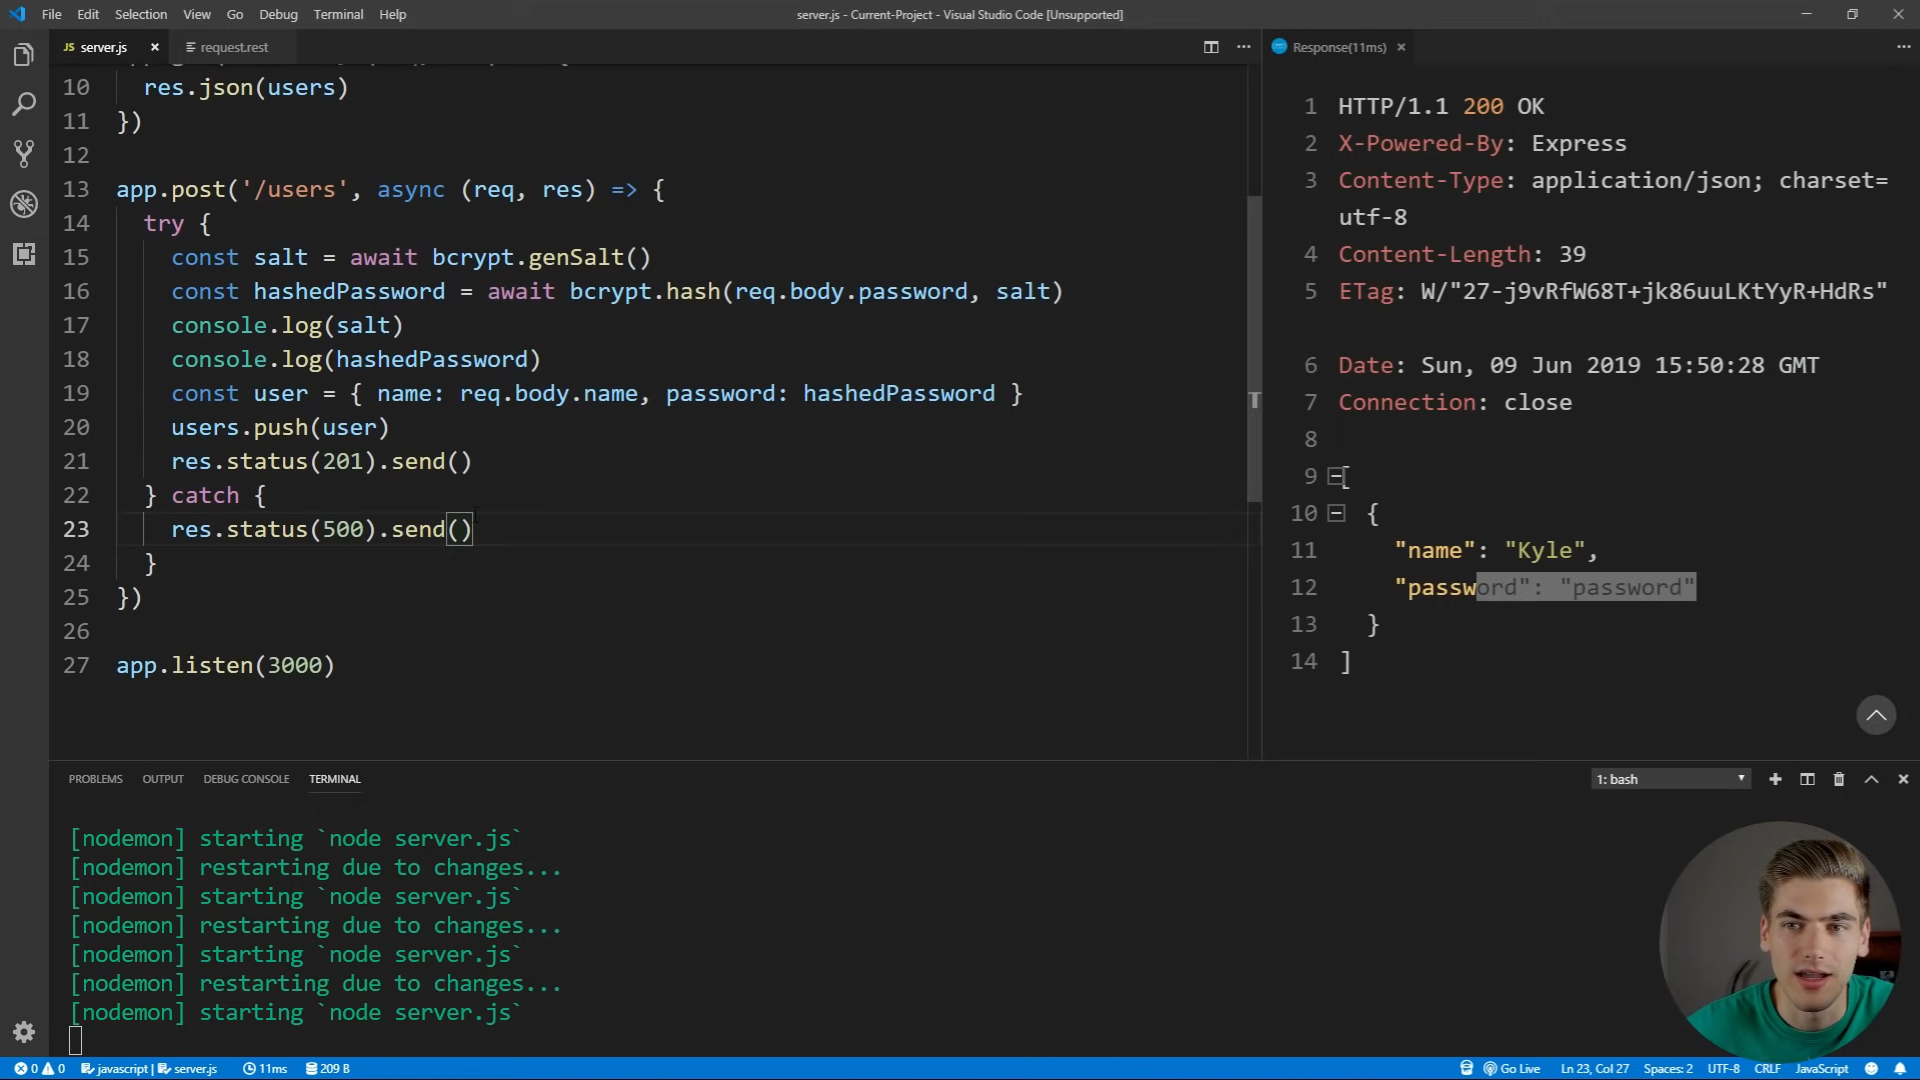 File Edit Selection View Go Debug Terminal Help
server.js - Current-Project - Visual Studio Code [Unsupported]
JS server.js × request.rest
Response(11ms) ×
10 res.json(users)
11 })
12
13 app.post('/users', async (req, res) => {
14 try {
15 const salt = await bcrypt.genSalt()
16 const hashedPassword = await bcrypt.hash(req.body.password, salt)
17 console.log(salt)
18 console.log(hashedPassword)
19 const user = { name: req.body.name, password: hashedPassword }
20 users.push(user)
21 res.status(201).send()
22 } catch {
23 res.status(500).send()
24 }
25 })
26
27 app.listen(3000)
1 HTTP/1.1 200 OK
2 X-Powered-By: Express
3 Content-Type: application/json; charset=
utf-8
4 Content-Length: 39
5 ETag: W/"27-j9vRfW68T+jk86uuLKtYyR+HdRs"
6 Date: Sun, 09 Jun 2019 15:50:28 GMT
7 Connection: close
8
9 [
10 {
11 "name": "Kyle",
12 "password": "password"
13 }
14 ]
PROBLEMS OUTPUT DEBUG CONSOLE TERMINAL
1: bash
[nodemon] starting `node server.js`
[nodemon] restarting due to changes...
[nodemon] starting `node server.js`
[nodemon] restarting due to changes...
[nodemon] starting `node server.js`
[nodemon] restarting due to changes...
[nodemon] starting `node server.js`
0 0 javascript | server.js 11ms 209 B
Go Live Ln 23, Col 27 Spaces: 2 UTF-8 CRLF JavaScript